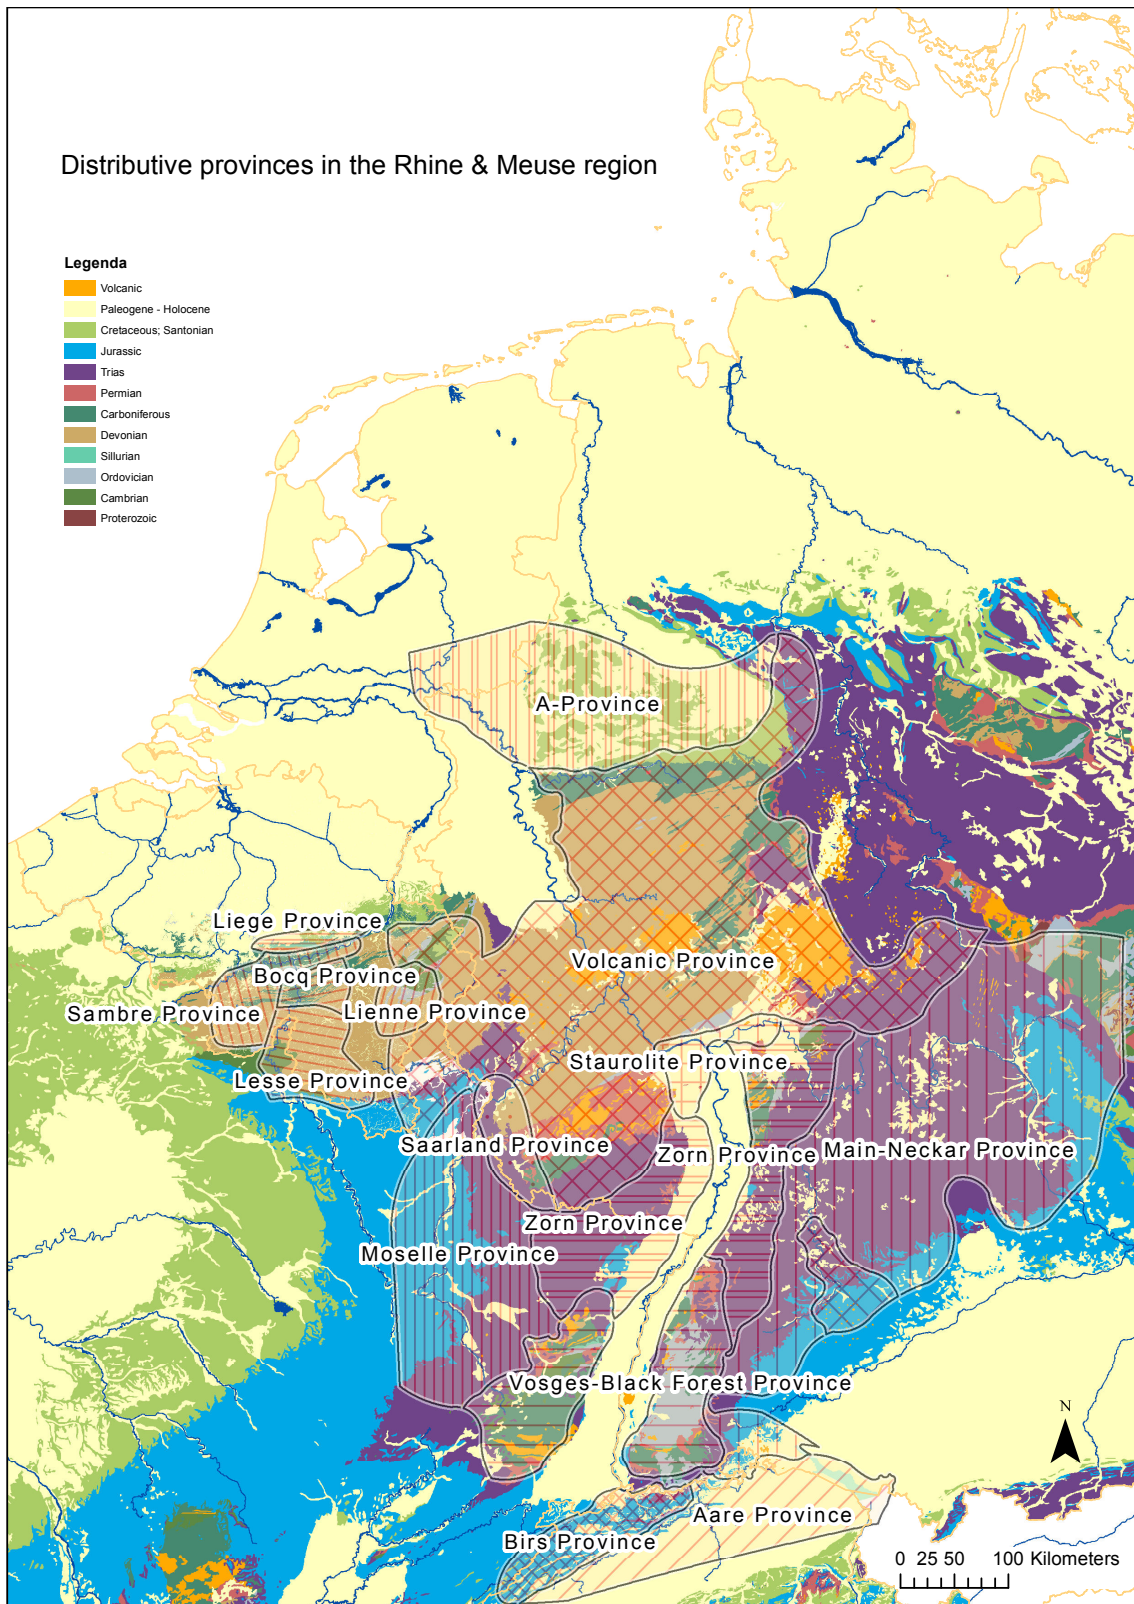 Distributive provinces in the Rhine & Meuse region
Legenda
Volcanic
Paleogene - Holocene
Cretaceous; Santonian
Jurassic
Trias
Permian
Carboniferous
Devonian
Sillurian
Ordovician
Cambrian
Proterozoic
A-Province
Liege Province
Bocq Province
Volcanic Province
Sambre Province
Lienne Province
Staurolite Province
Lesse Province
Saarland Province
Zorn Province
Main-Neckar Province
Zorn Province
Moselle Province
Vosges-Black Forest Province
N
Aare Province
Birs Province
0 25 50 100 Kilometers